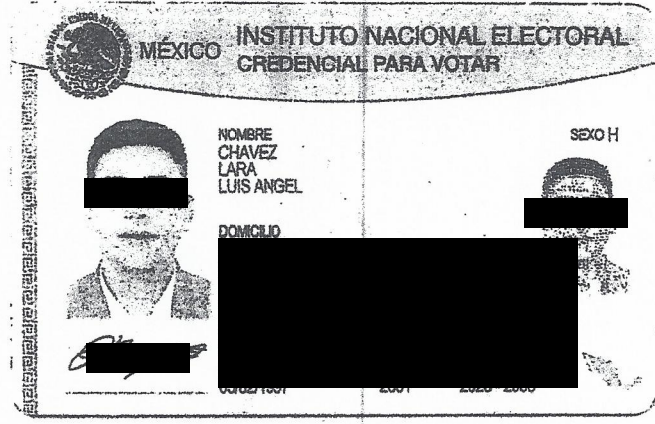 MÉXICO INSTITUTO NACIONAL ELECTORAL
CREDENCIAL PARA VOTAR
NOMBRE
SEXO H
CHAVEZ
LARA
LUIS ANGEL
DOMICILIO